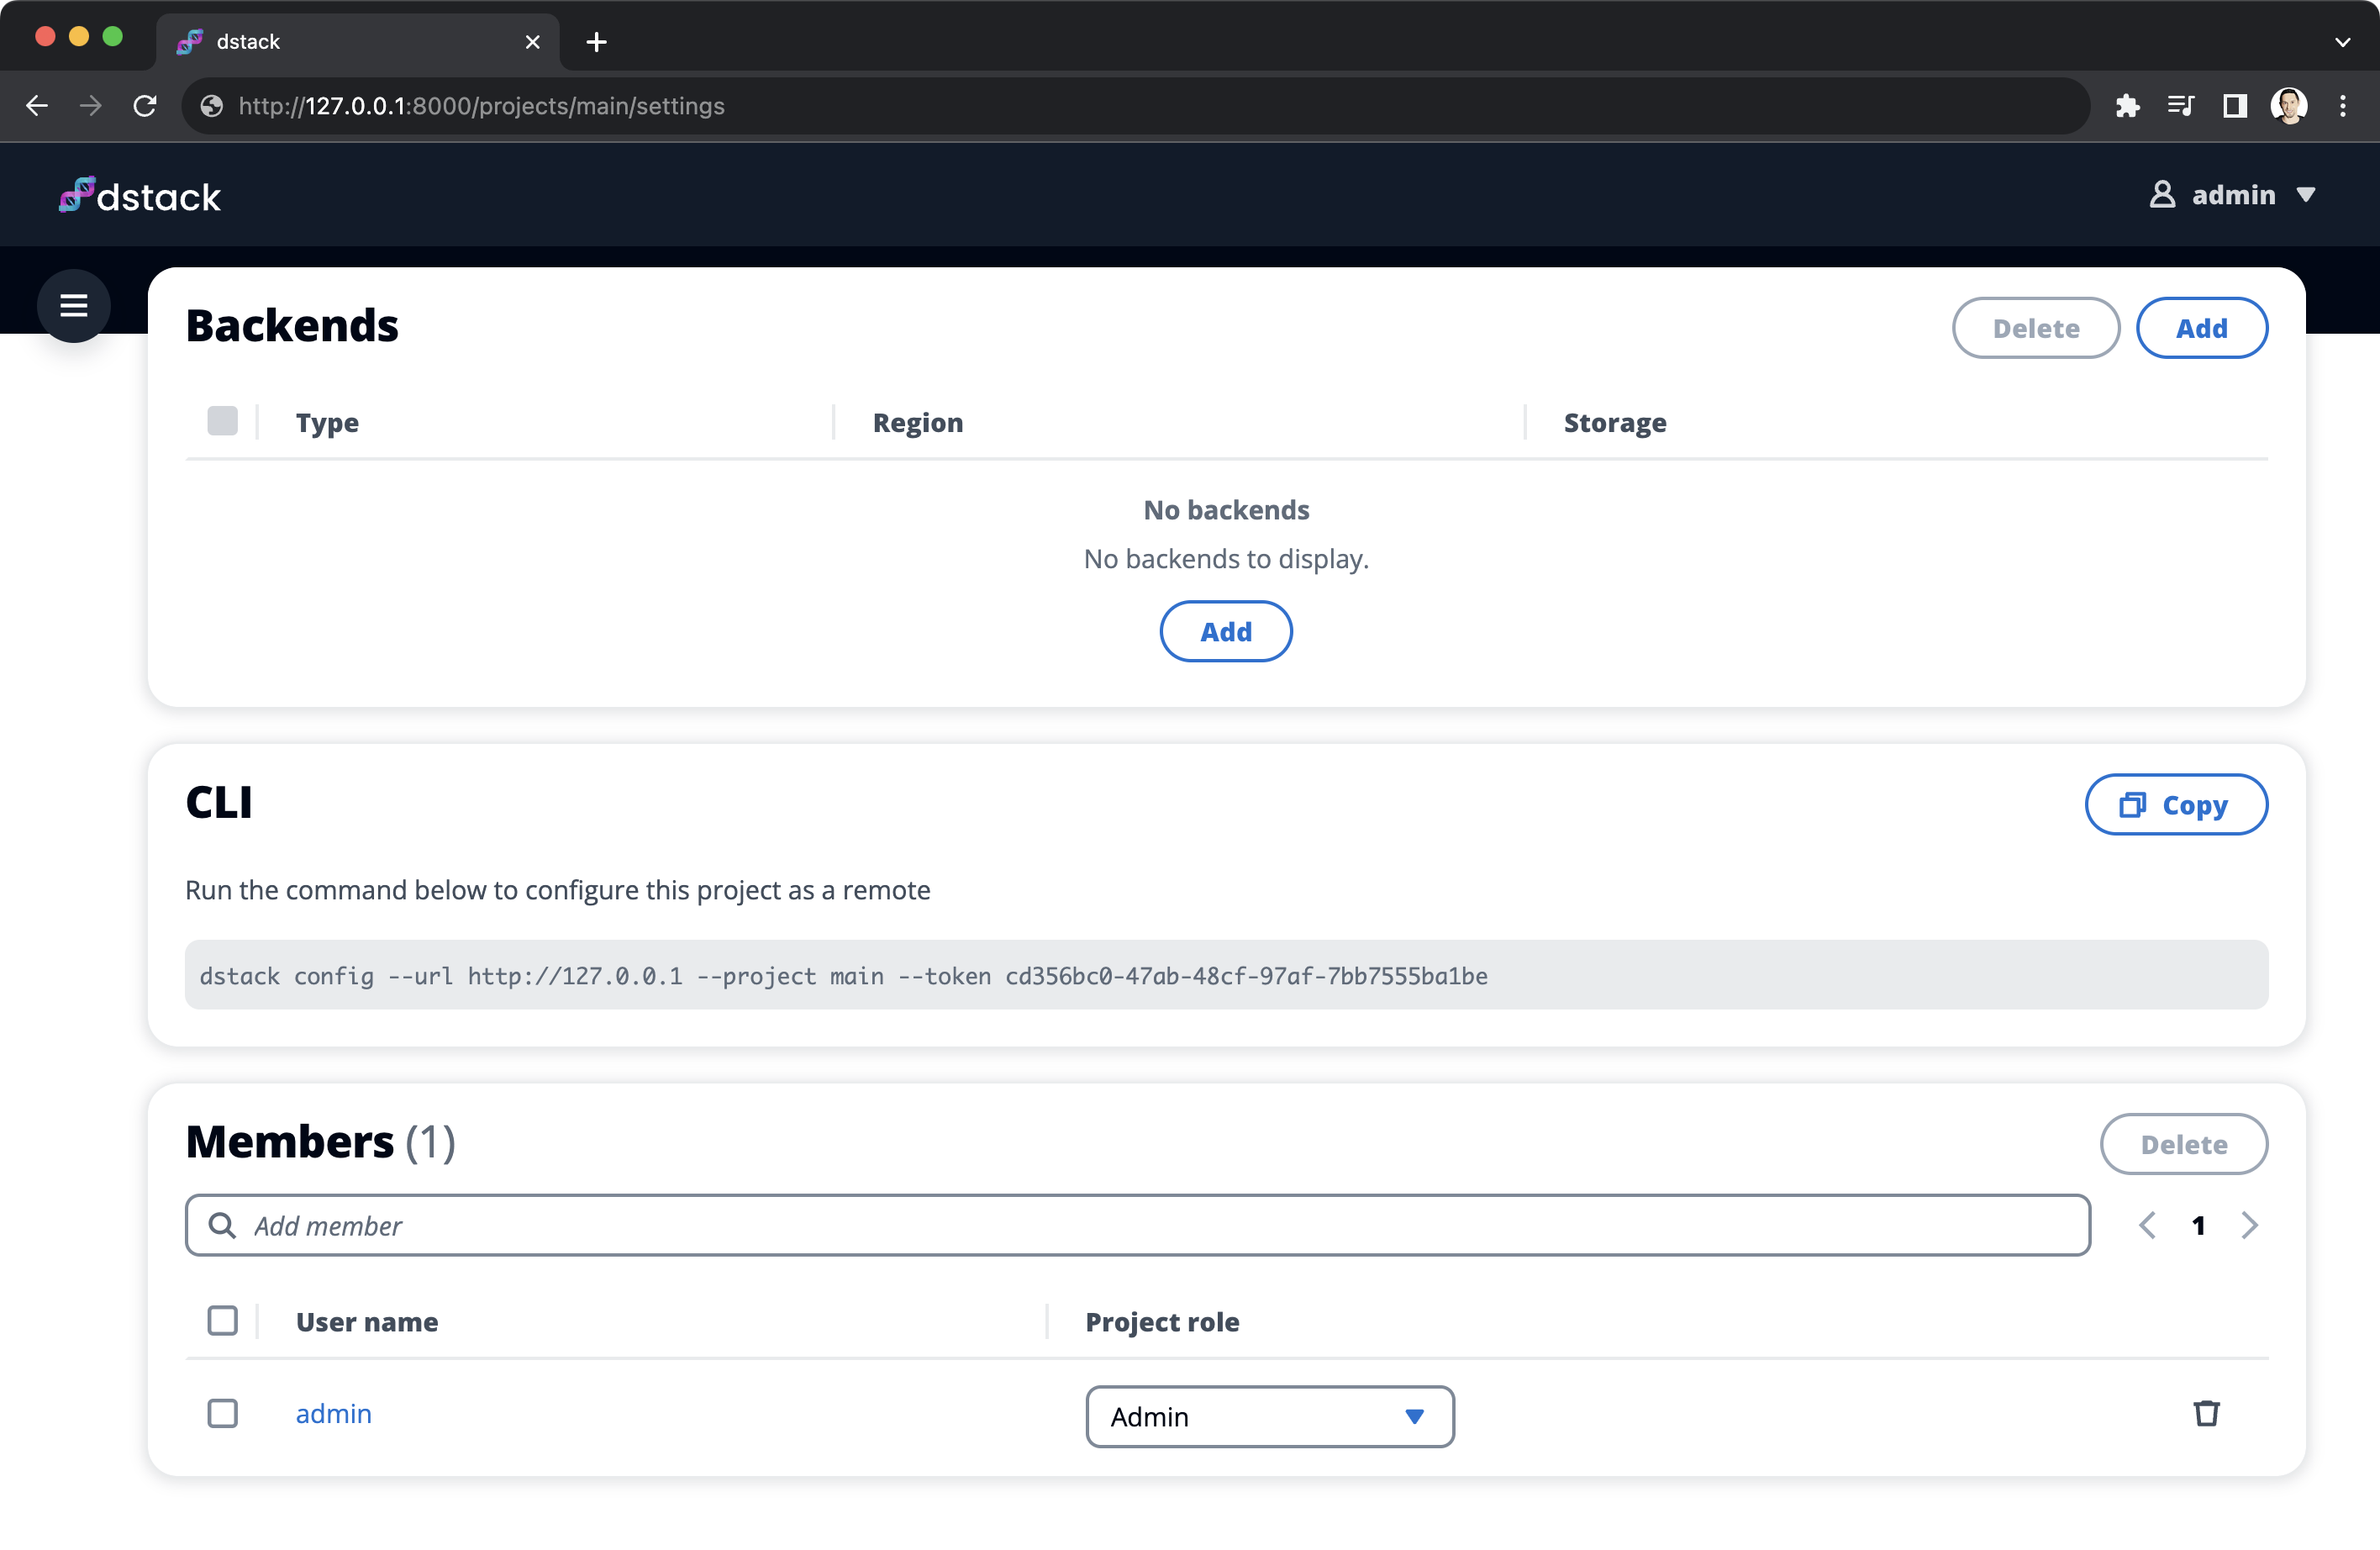 dstack
http://127.0.0.1:8000/projects/main/settings
dstack
admin
Backends
Delete
Add
Type
Region
Storage
No backends
No backends to display.
Add
CLI
Copy
Run the command below to configure this project as a remote
dstack config --url http://127.0.0.1 --project main --token cd356bc0-47ab-48cf-97af-7bb7555ba1be
Members (1)
Delete
Add member
1
User name
Project role
admin
Admin